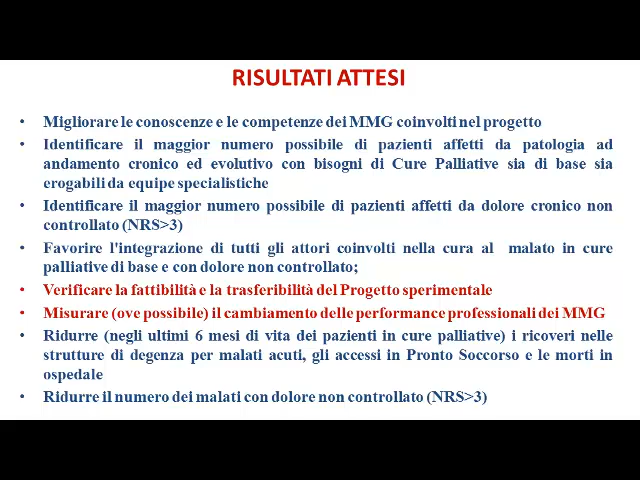 RISULTATI ATTESI
• Migliorare le conoscenze e le competenze dei MMG coinvolti nel progetto
• Identificare il maggior numero possibile di pazienti affetti da patologia ad
andamento cronico ed evolutivo con bisogni di Cure Palliative sia di base sia
erogabili da equipe specialistiche
• Identificare il maggior numero possibile di pazienti affetti da dolore cronico non
controllato (NRS>3)
• Favorire l'integrazione di tutti gli attori coinvolti nella cura al malato in cure
palliative di base e con dolore non controllato;
• Verificare la fattibilità e la trasferibilità del Progetto sperimentale
• Misurare (ove possibile) il cambiamento delle performance professionali dei MMG
• Ridurre (negli ultimi 6 mesi di vita dei pazienti in cure palliative) i ricoveri nelle
strutture di degenza per malati acuti, gli accessi in Pronto Soccorso e le morti in
ospedale
• Ridurre il numero dei malati con dolore non controllato (NRS>3)